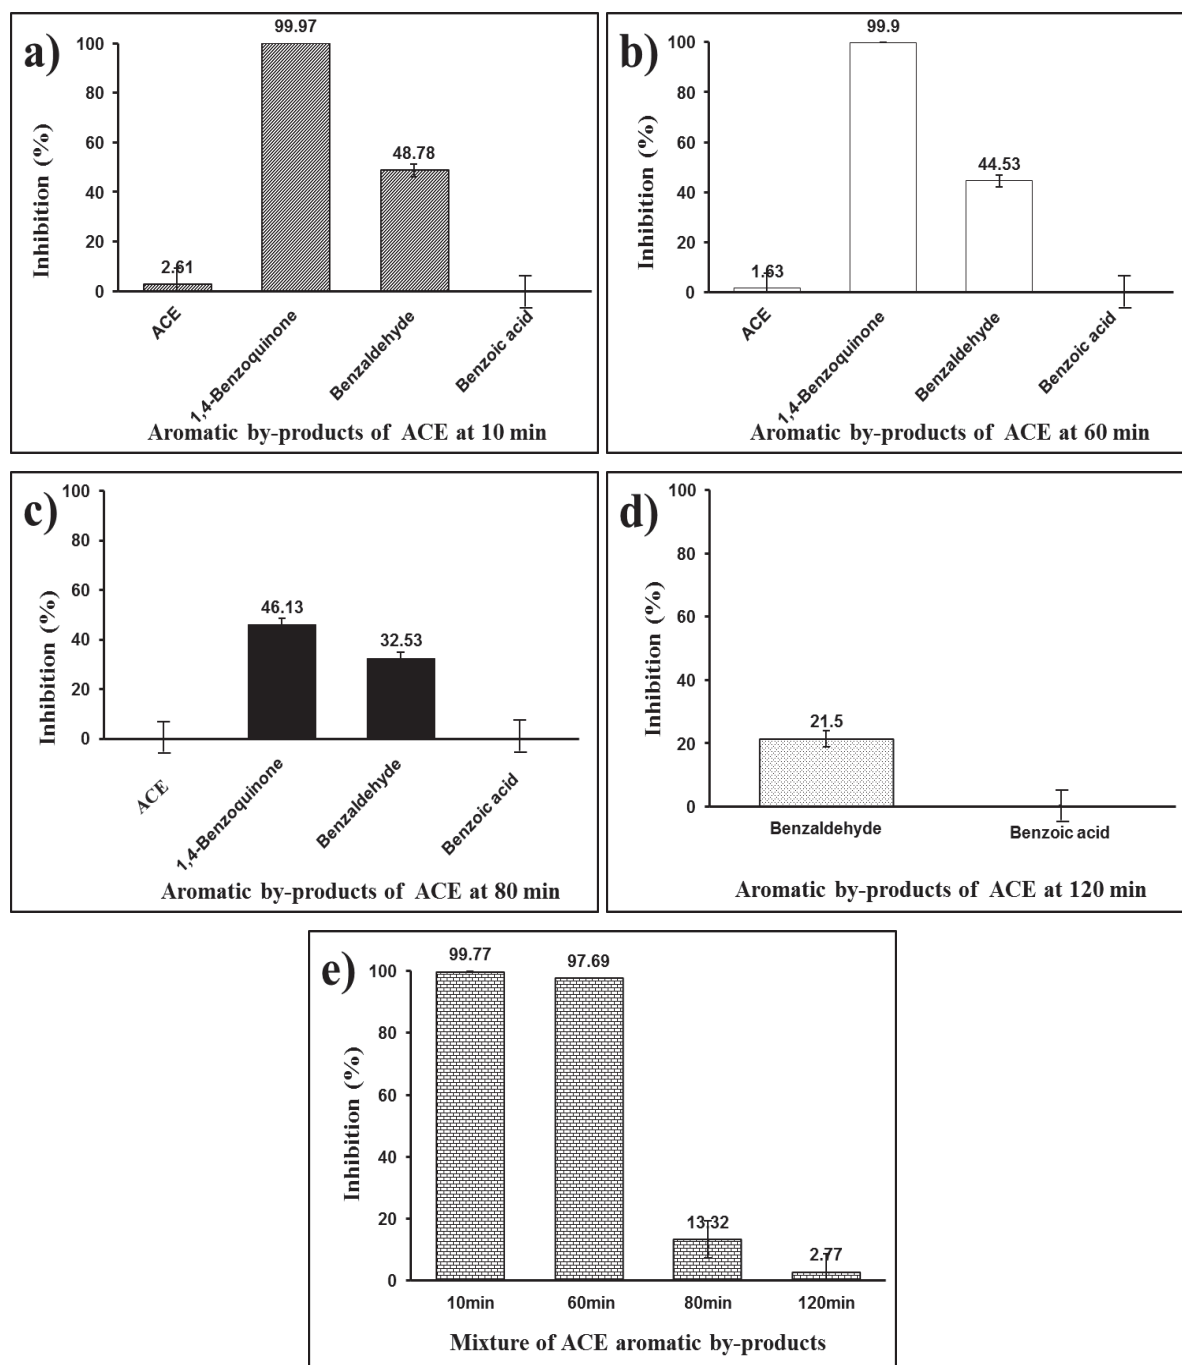 a)
99.97
100
80
60
40
20
0
Inhibition (%)
48.78
2.61
ACE
1,4-Benzoquinone
Benzaldehyde
Benzoic acid
Aromatic by-products of ACE at 10 min
b)
99.9
100
80
60
40
20
0
Inhibition (%)
44.53
1.63
ACE
1,4-Benzoquinone
Benzaldehyde
Benzoic acid
Aromatic by-products of ACE at 60 min
c)
100
80
60
40
20
0
Inhibition (%)
46.13
32.53
ACE
1,4-Benzoquinone
Benzaldehyde
Benzoic acid
Aromatic by-products of ACE at 80 min
d)
100
80
60
40
20
0
Inhibition (%)
21.5
Benzaldehyde
Benzoic acid
Aromatic by-products of ACE at 120 min
e)
99.77
97.69
100
80
60
40
20
0
Inhibition (%)
13.32
2.77
10min
60min
80min
120min
Mixture of ACE aromatic by-products